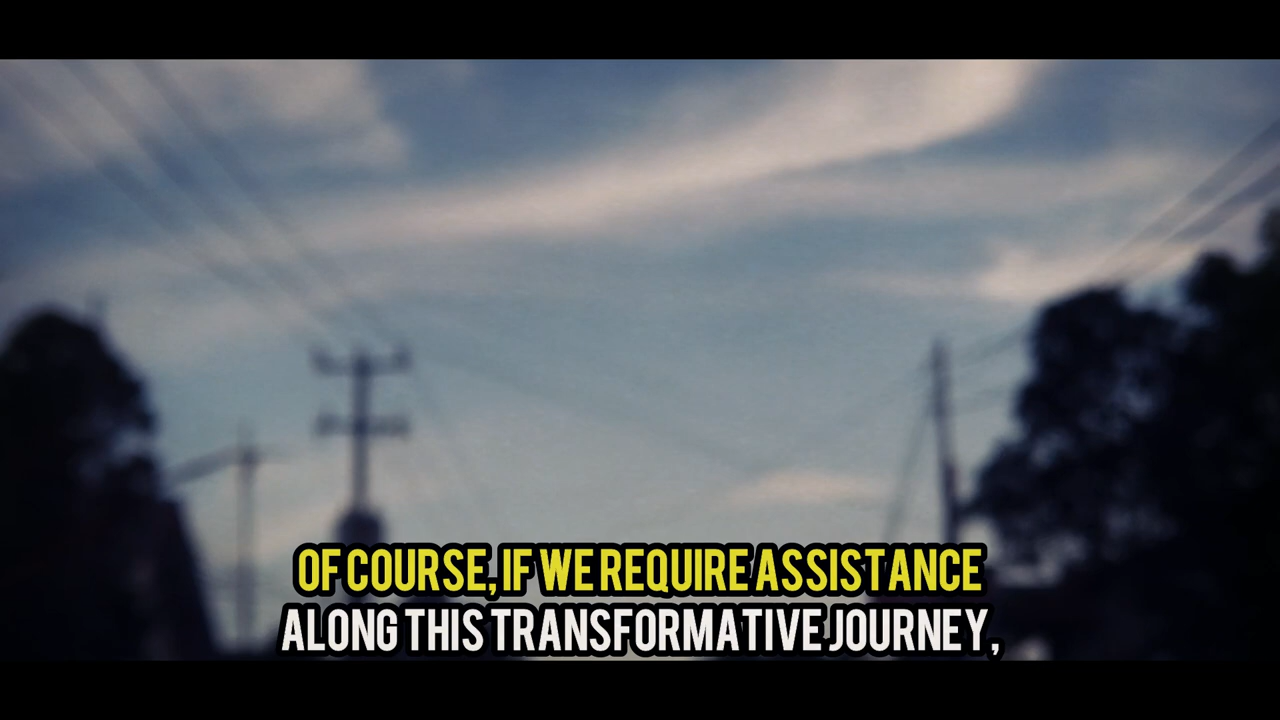 OF COURSE, IF WE REQUIRE ASSISTANCE
ALONG THIS TRANSFORMATIVE JOURNEY,